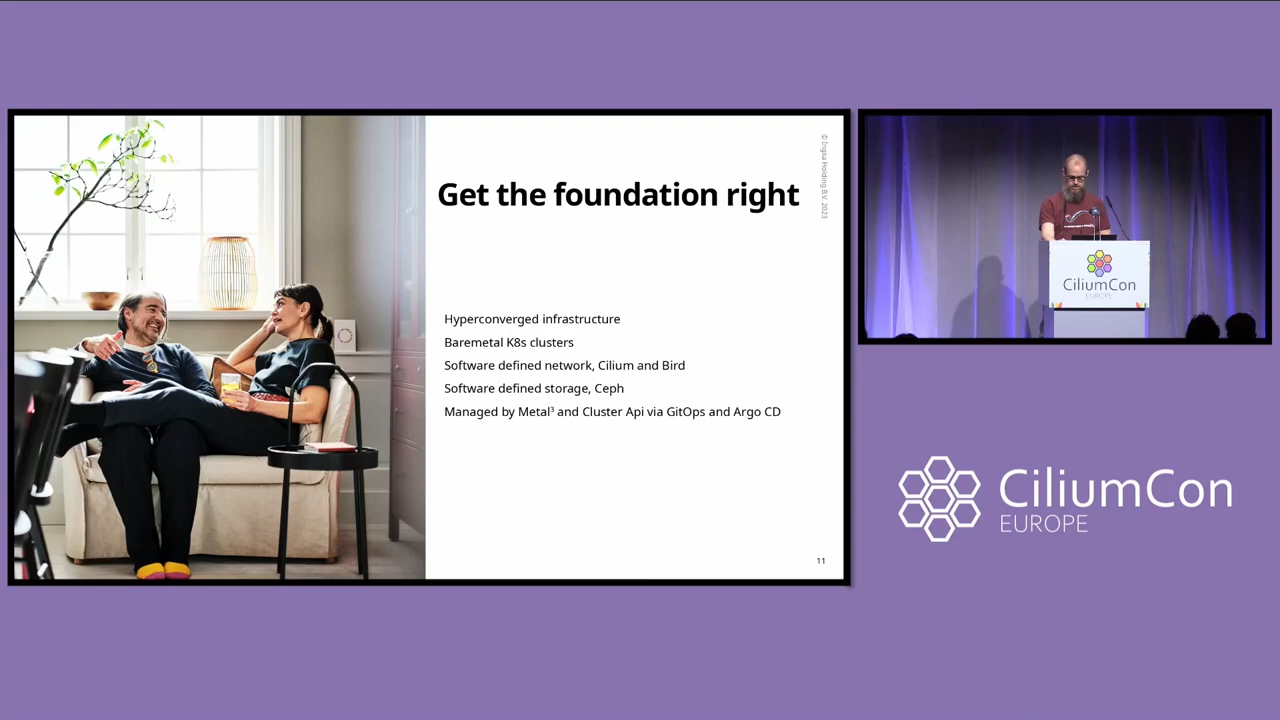 Get the foundation right
© Ingka Holding B.V. 2023
Hyperconverged infrastructure
Baremetal K8s clusters
Software defined network, Cilium and Bird
Software defined storage, Ceph
Managed by Metal³ and Cluster Api via GitOps and Argo CD
11
CiliumCon
EUROPE
CiliumCon
EUROPE